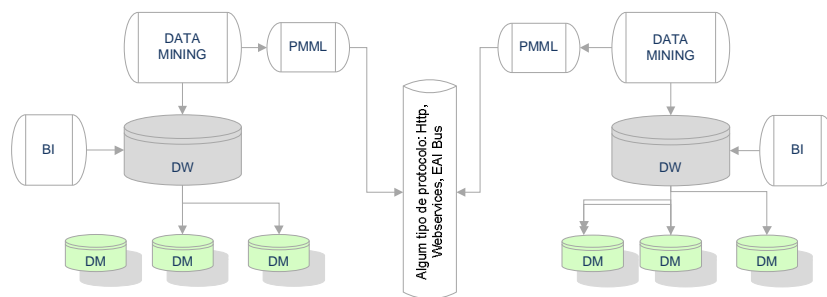 DATA
MINING
PMML
PMML
DATA
MINING
BI
DW
Algum tipo de protocolo: Http,
Webservices, EAI Bus
DW
BI
DM
DM
DM
DM
DM
DM